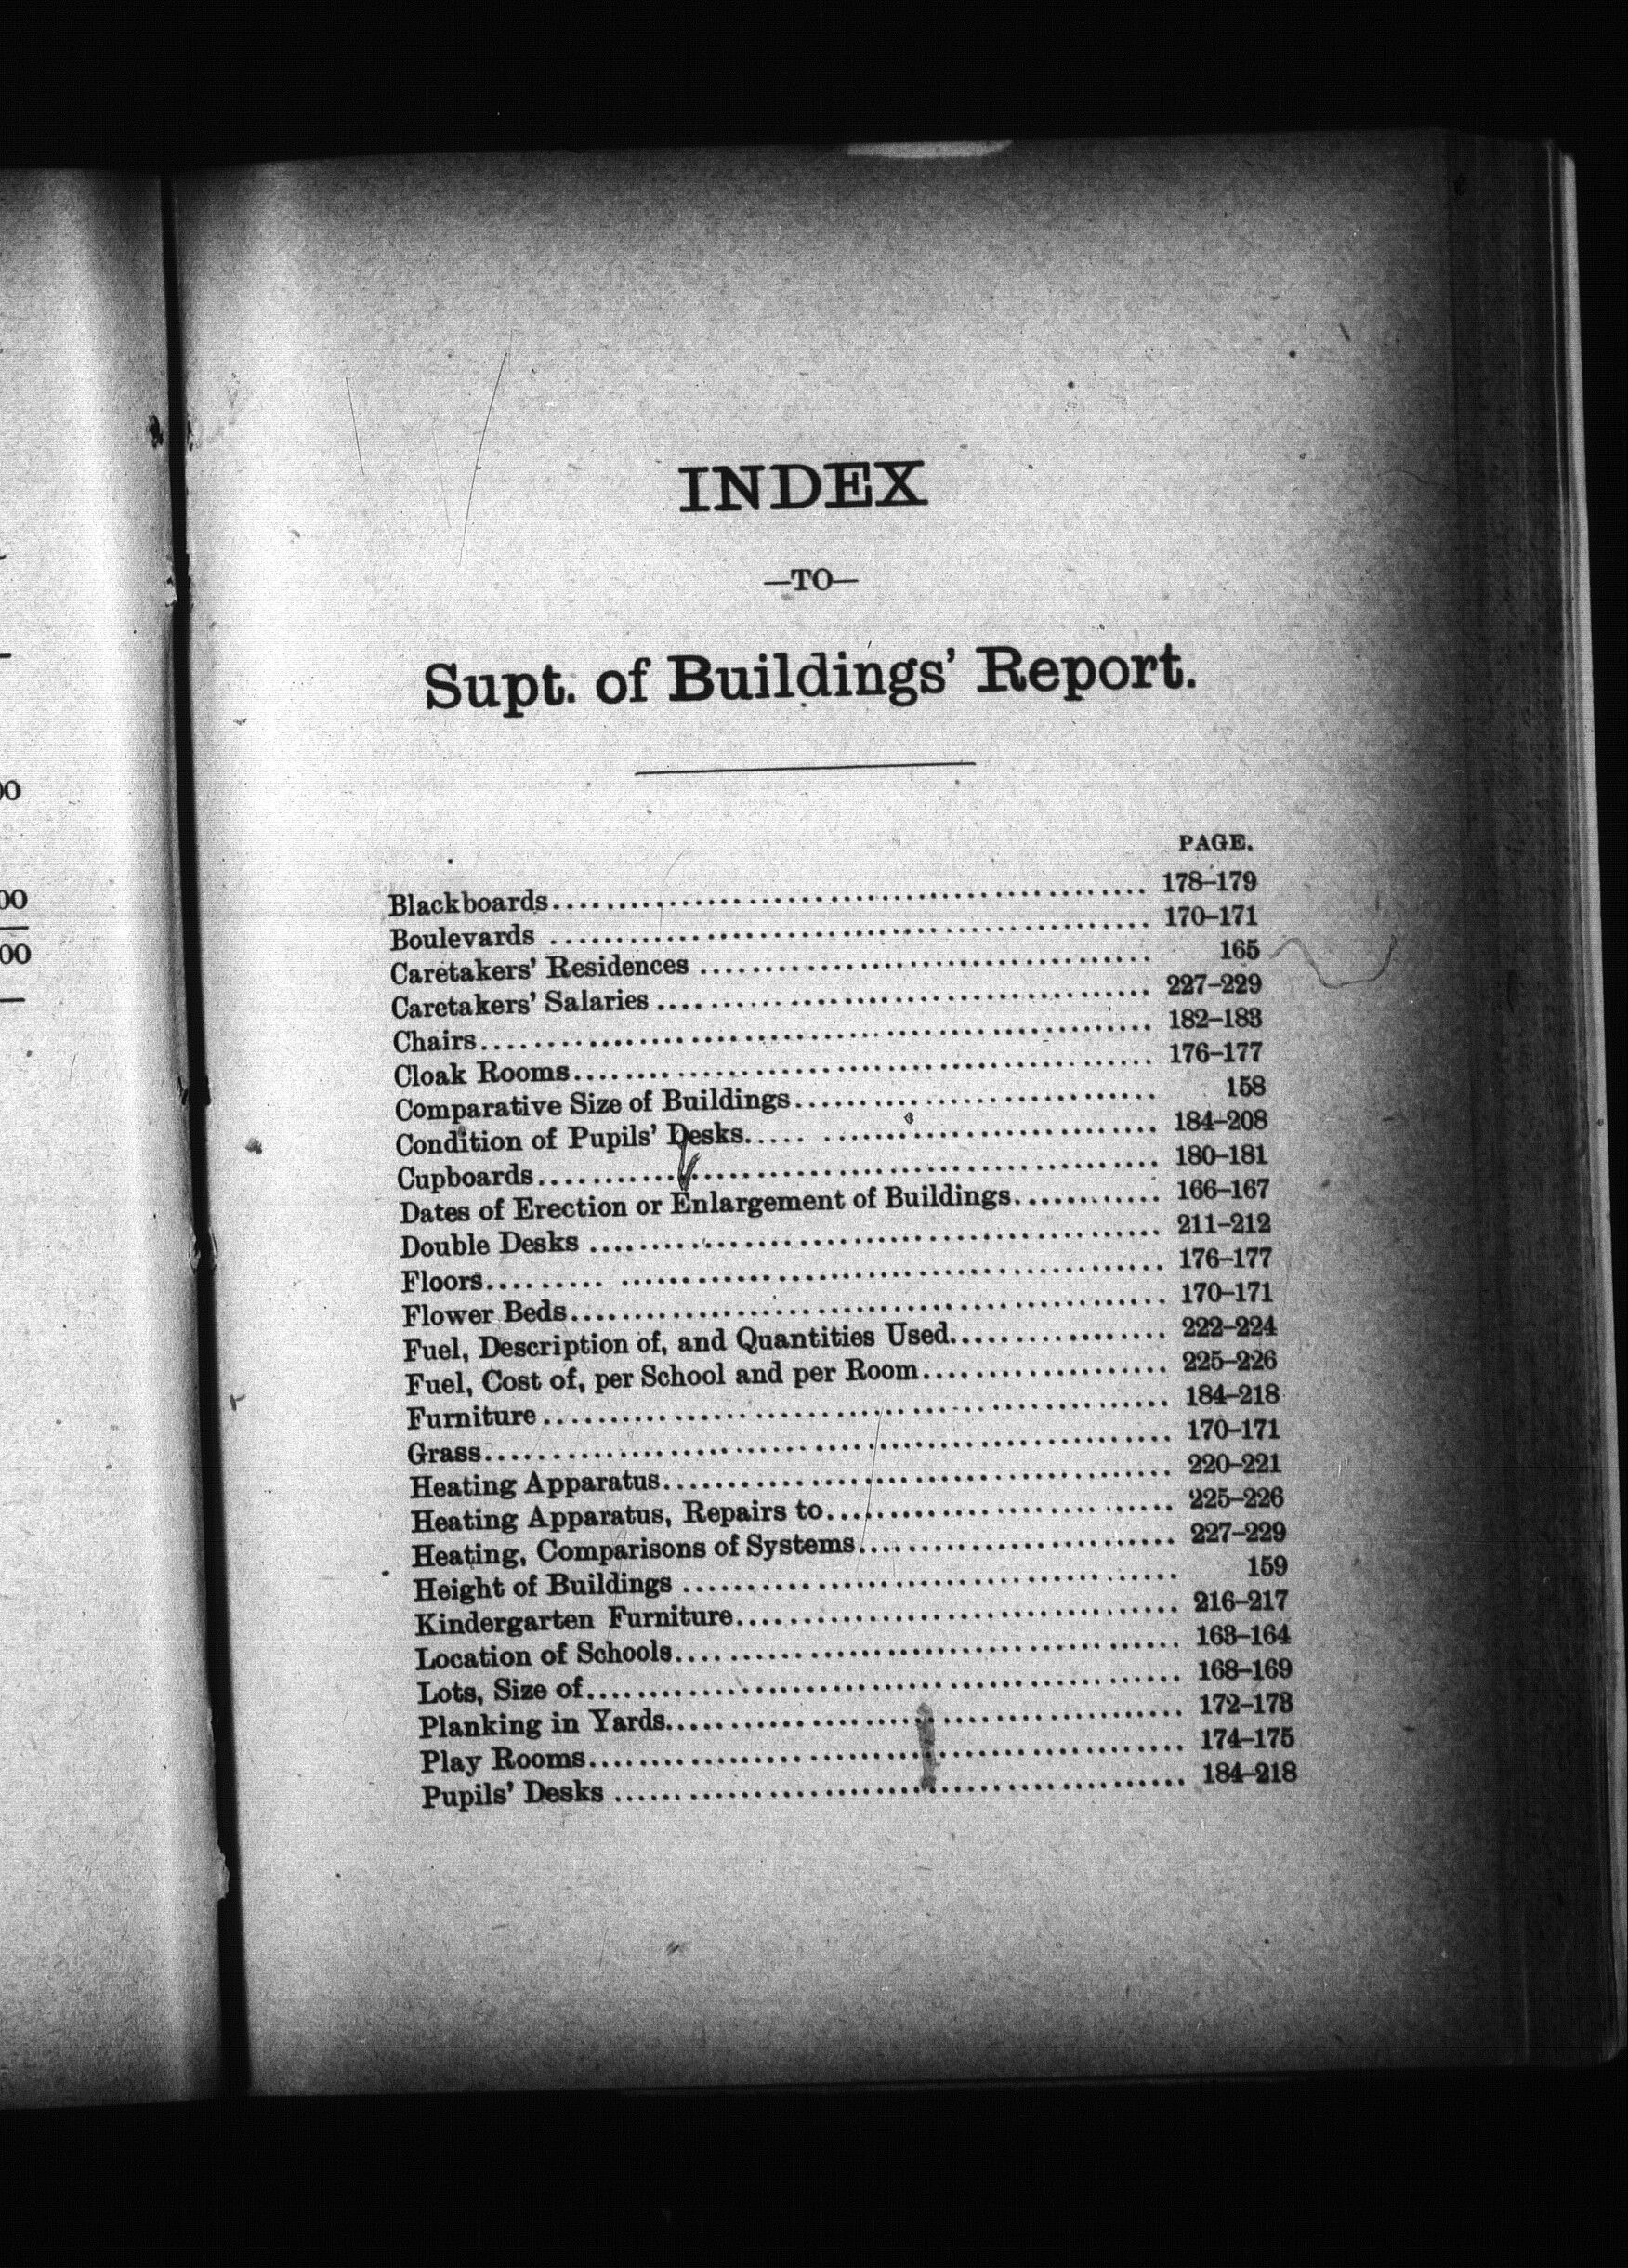 INDEX
—TO—
Supt. of Buildings' Report.
PAGE.
Blackboards........................................ 178–179
Boulevards ........................................ 170–171
Caretakers' Residences ........................................ 165
Caretakers' Salaries ........................................ 227–229
Chairs........................................ 182–183
Cloak Rooms........................................ 176–177
Comparative Size of Buildings........................................ 158
Condition of Pupils' Desks..... ........................... 184–208
Cupboards........................................ 180–181
Dates of Erection or Enlargement of Buildings............ 166–167
Double Desks ........................................ 211–212
Floors......... ................................ 176–177
Flower Beds........................................ 170–171
Fuel, Description of, and Quantities Used................. 222–224
Fuel, Cost of, per School and per Room................... 225–226
Furniture ........................................ 184–218
Grass........................................ 170–171
Heating Apparatus........................................ 220–221
Heating Apparatus, Repairs to........................... 225–226
Heating, Comparisons of Systems......................... 227–229
Height of Buildings ........................................ 159
Kindergarten Furniture................................... 216–217
Location of Schools........................................ 163–164
Lots, Size of........................................ 168–169
Planking in Yards........................................ 172–173
Play Rooms........................................ 174–175
Pupils' Desks ........................................ 184–218
00
00